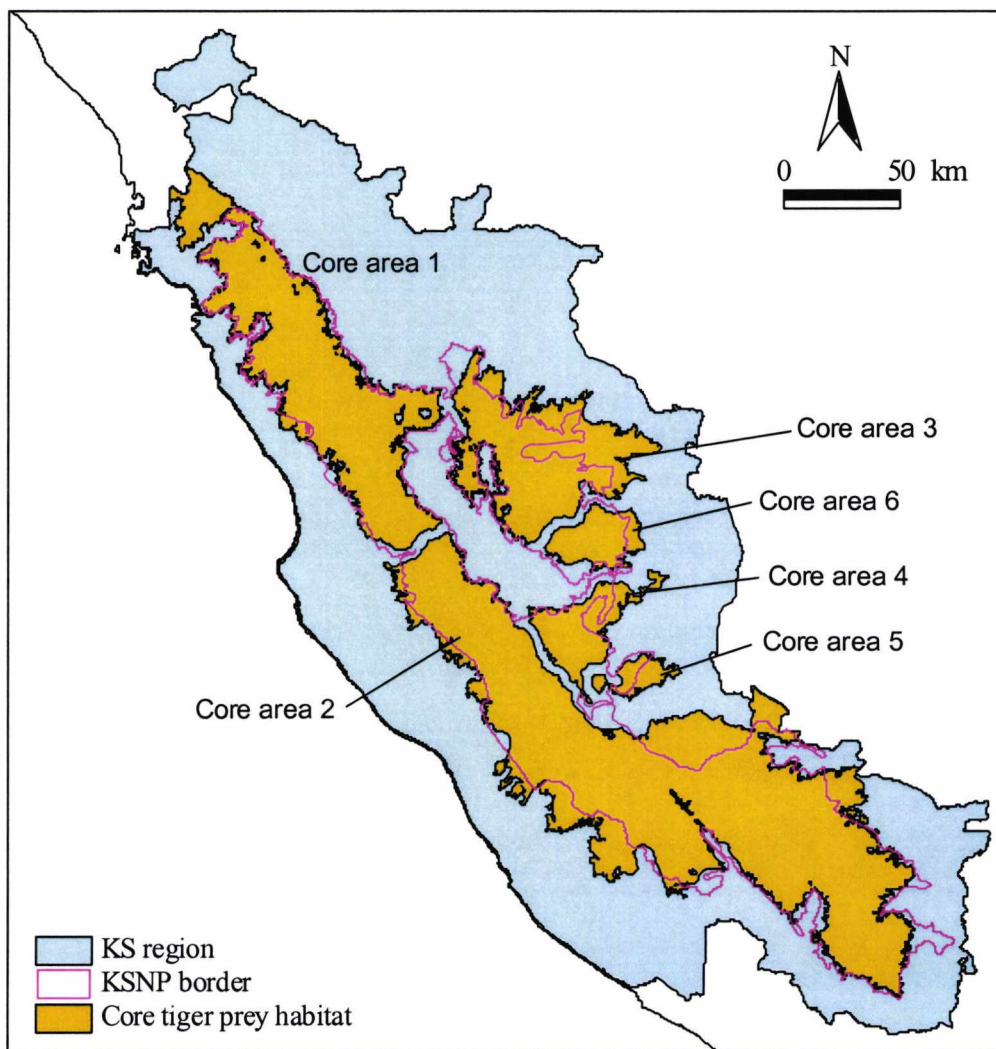 N
0 50 km
Core area 1
Core area 3
Core area 6
Core area 4
Core area 5
Core area 2
KS region
KSNP border
Core tiger prey habitat